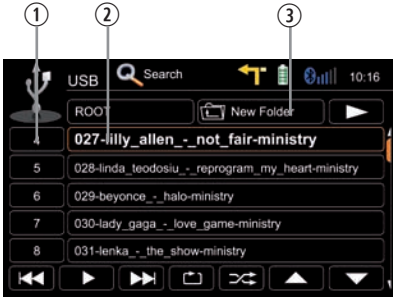 1 2 3
USB Search 10:16
ROOT New Folder
4 027-lilly_allen_-_not_fair-ministry
5 028-linda_teodosiu_-_reprogram_my_heart-ministry
6 029-beyonce_-_halo-ministry
7 030-lady_gaga_-_love_game-ministry
8 031-lenka_-_the_show-ministry